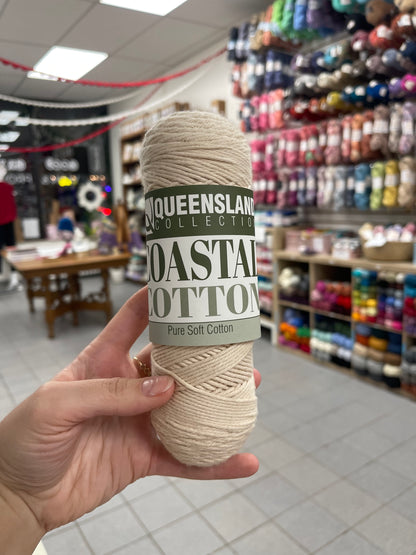 QUEENSLAND
COLLECTION
COASTAL
COTTON
Pure Soft Cotton